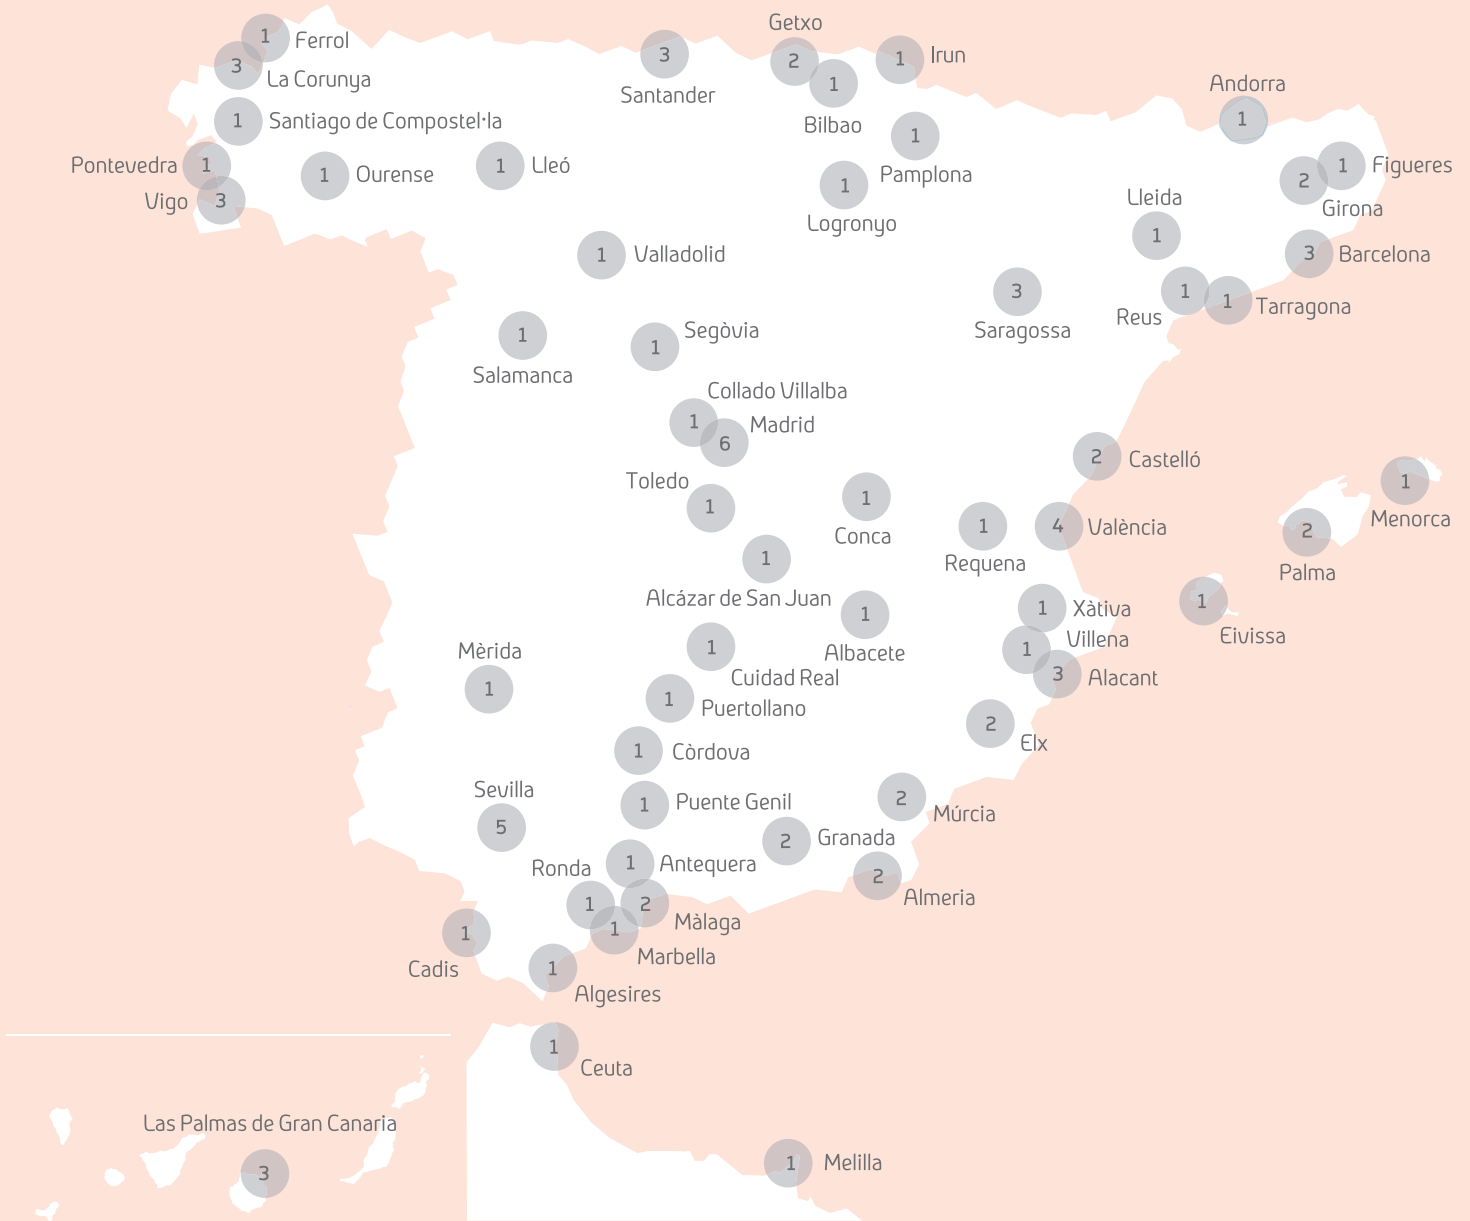 Getxo
1
Ferrol
3
Santander
2
1
Irun
3
La Corunya
1
Bilbao
Andorra
1
1
Santiago de Compostel·la
1
Pamplona
Pontevedra
1
1
Ourense
1
Lleó
1
Logronyo
1
Figueres
2
Girona
Vigo
3
Lleida
1
1
Valladolid
3
Barcelona
3
Saragossa
1
Reus
1
Tarragona
1
Salamanca
Segòvia
1
Collado Villalba
1
Madrid
6
2
Castelló
Toledo
1
1
Conca
1
Menorca
1
Requena
4
València
2
Palma
1
Alcázar de San Juan
1
Eivissa
1
Albacete
1
Xàtiva
Villena
1
Mèrida
1
1
Cuidad Real
3
Alacant
1
Puertollano
2
Elx
1
Còrdova
Sevilla
5
1
Puente Genil
2
Múrcia
2
Granada
Ronda
1
1
Antequera
2
Almeria
2
Màlaga
1
Marbella
1
Cadis
1
Algesires
1
Ceuta
Las Palmas de Gran Canaria
3
1
Melilla